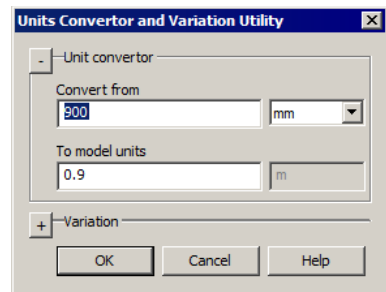 Units Convertor and Variation Utility
- Unit convertor
Convert from
900 mm
To model units
0.9 m
+ Variation
OK Cancel Help